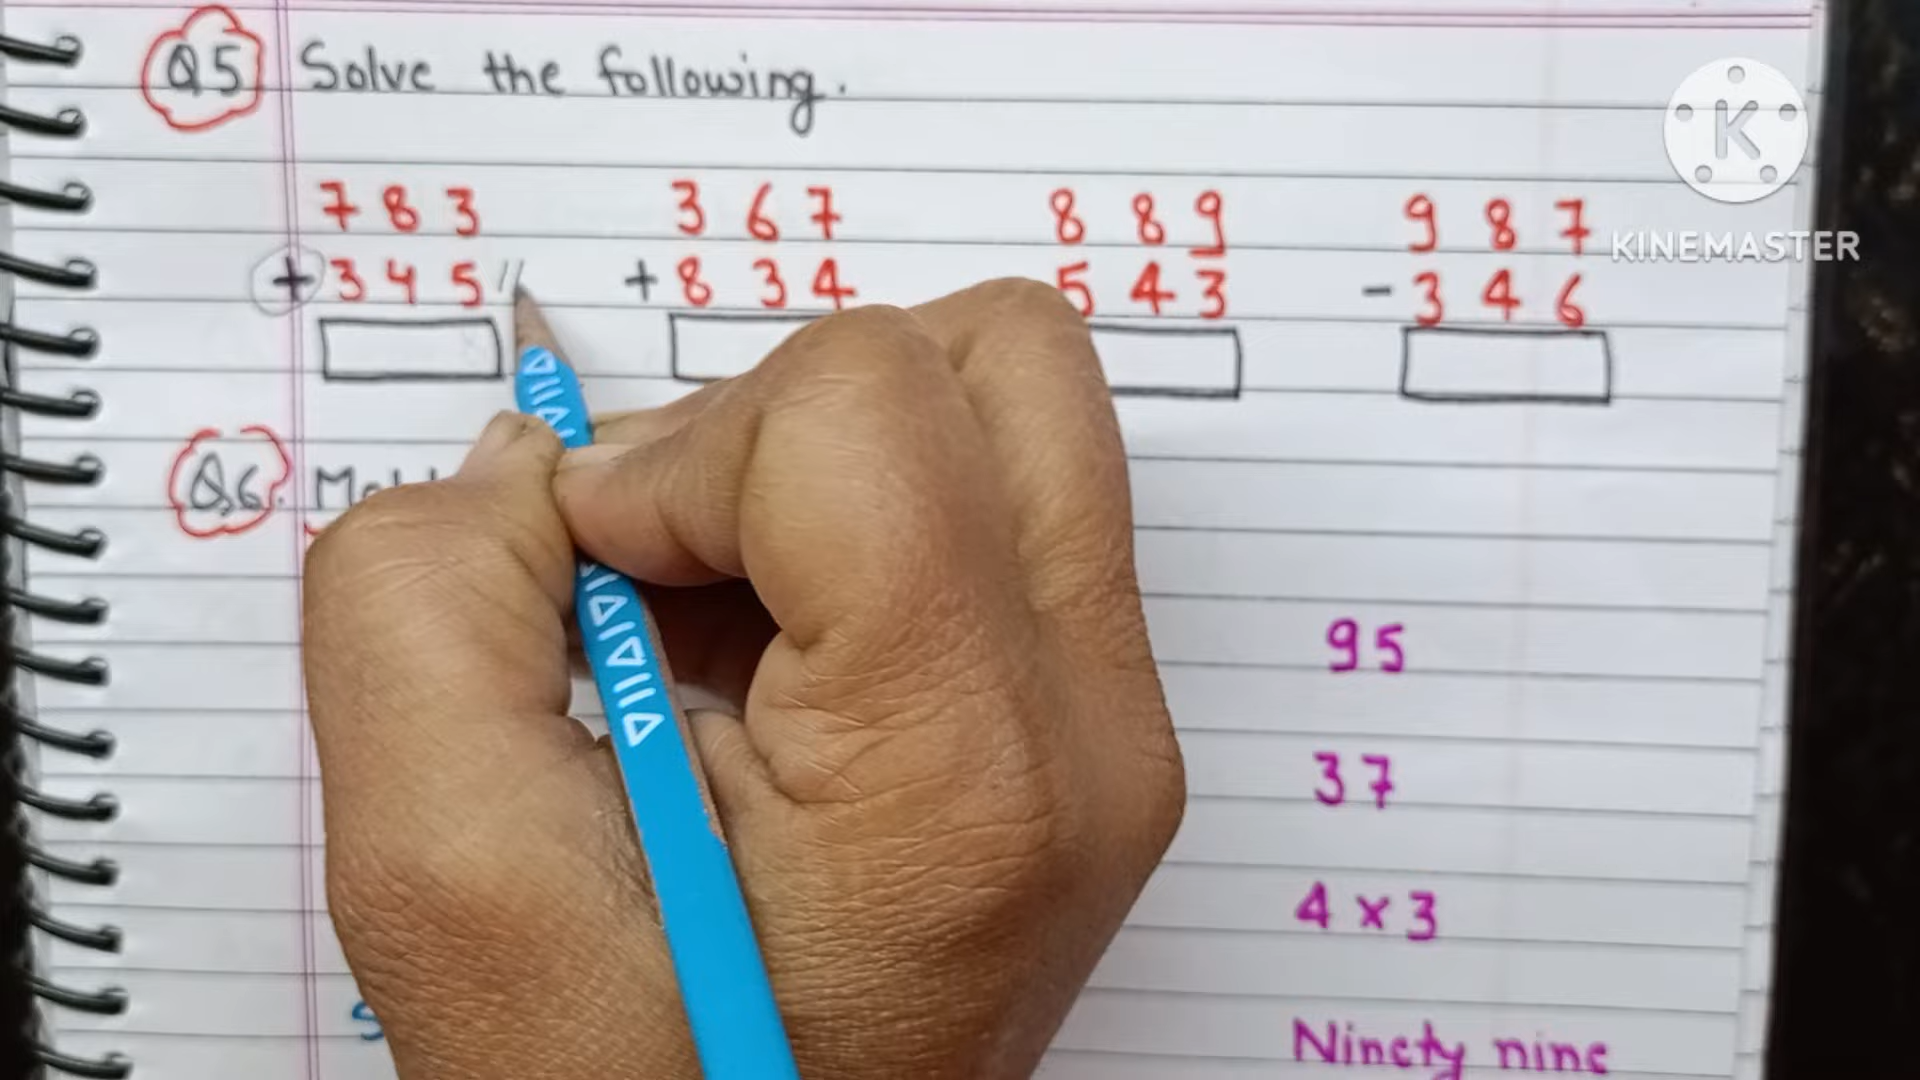 Q5 Solve the following.
783 367 889 987
+345 +834 543 -346
Q6.
95
37
4 x 3
Ninety nine
K
KINEMASTER